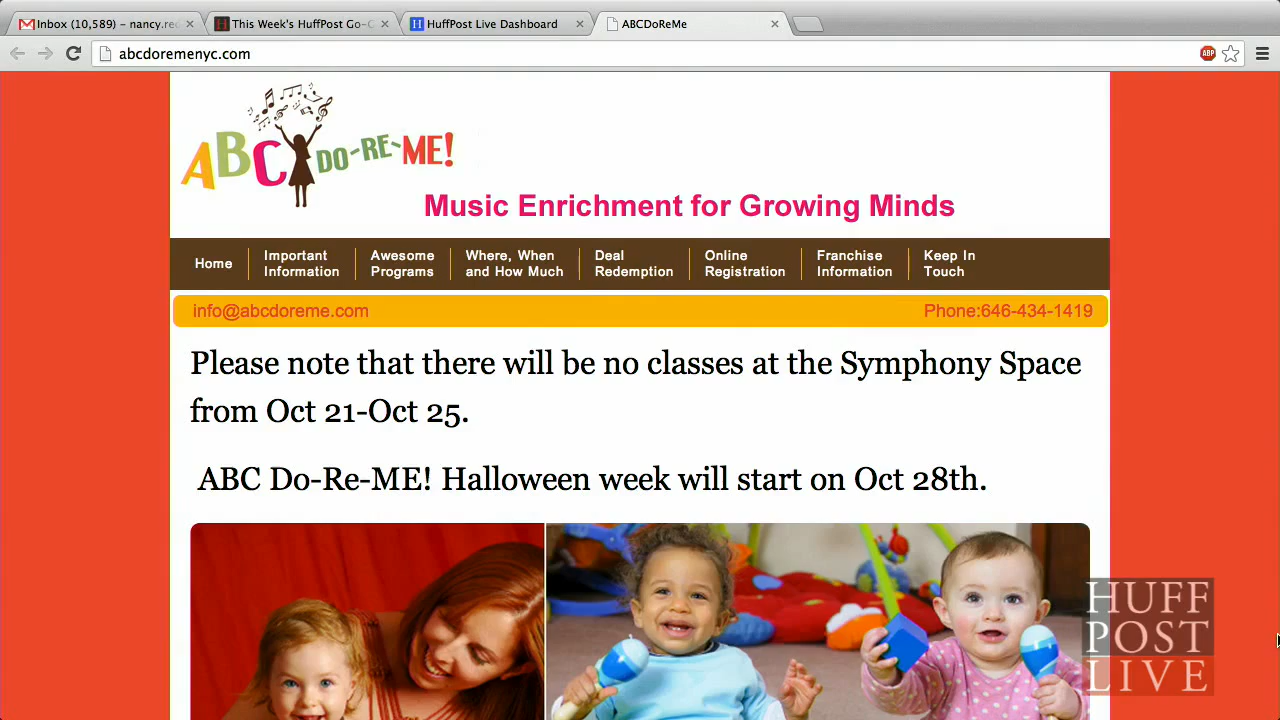 Inbox (10,589) – nancy.re
This Week's HuffPost Go-
HuffPost Live Dashboard
ABCDoReMe
abcdoremenyc.com
ABP
ABC DO-RE-ME!
Music Enrichment for Growing Minds
Home
Important Information
Awesome Programs
Where, When and How Much
Deal Redemption
Online Registration
Franchise Information
Keep In Touch
info@abcdoreme.com Phone:646-434-1419
Please note that there will be no classes at the Symphony Space
from Oct 21-Oct 25.
ABC Do-Re-ME! Halloween week will start on Oct 28th.
HUFF
POST
LIVE